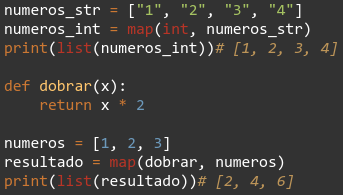 numeros_str = ["1", "2", "3", "4"]
numeros_int = map(int, numeros_str)
print(list(numeros_int))# [1, 2, 3, 4]
def dobrar(x):
    return x * 2
numeros = [1, 2, 3]
resultado = map(dobrar, numeros)
print(list(resultado))# [2, 4, 6]